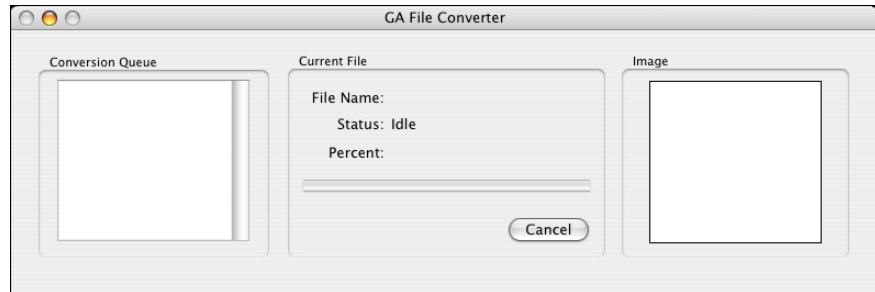 GA File Converter
Conversion Queue
Current File
File Name:
Status: Idle
Percent:
Cancel
Image